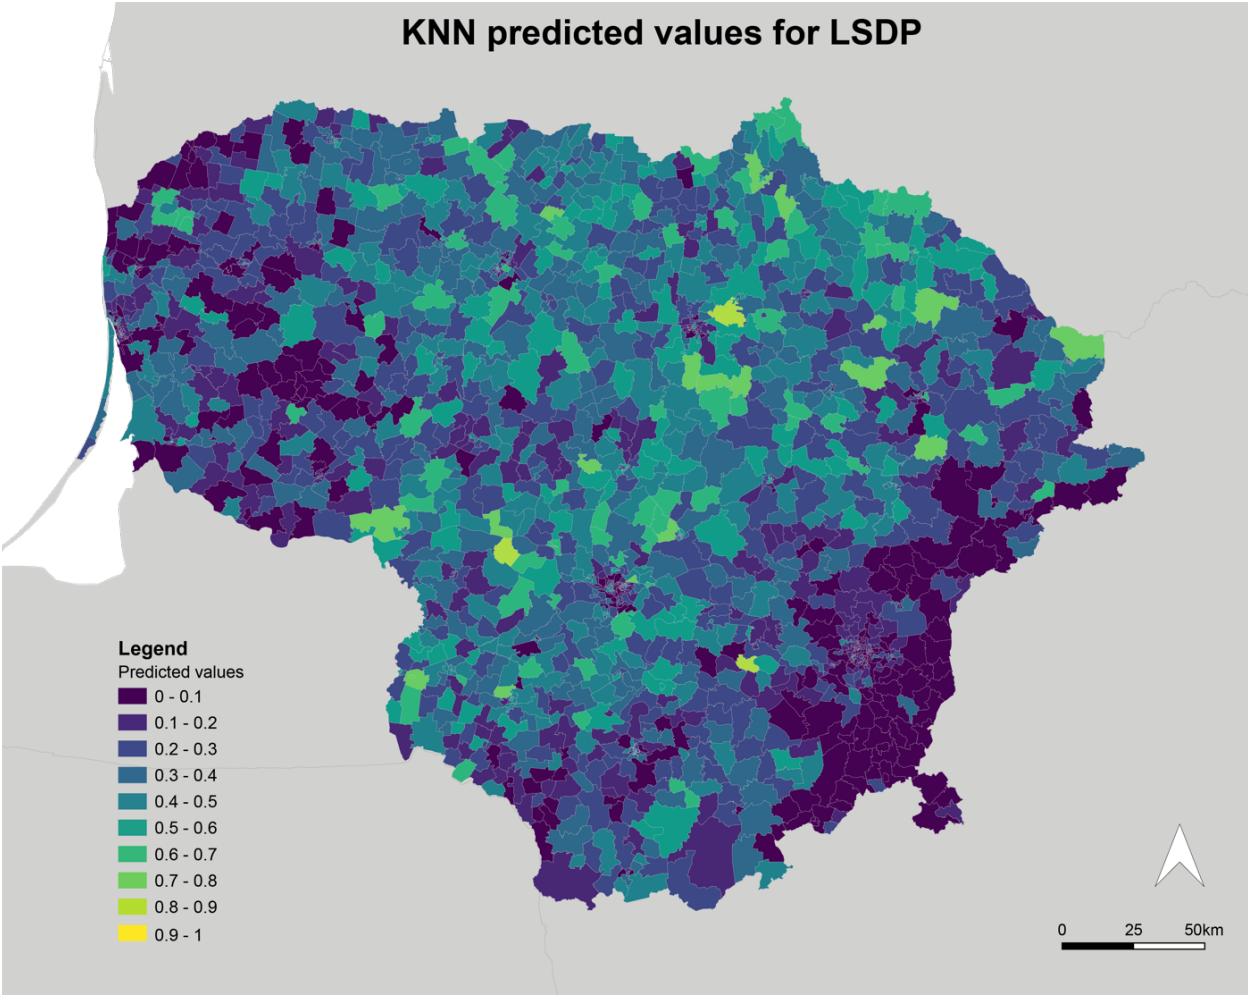 KNN predicted values for LSDP
Legend
Predicted values
0 - 0.1
0.1 - 0.2
0.2 - 0.3
0.3 - 0.4
0.4 - 0.5
0.5 - 0.6
0.6 - 0.7
0.7 - 0.8
0.8 - 0.9
0.9 - 1
0 25 50km